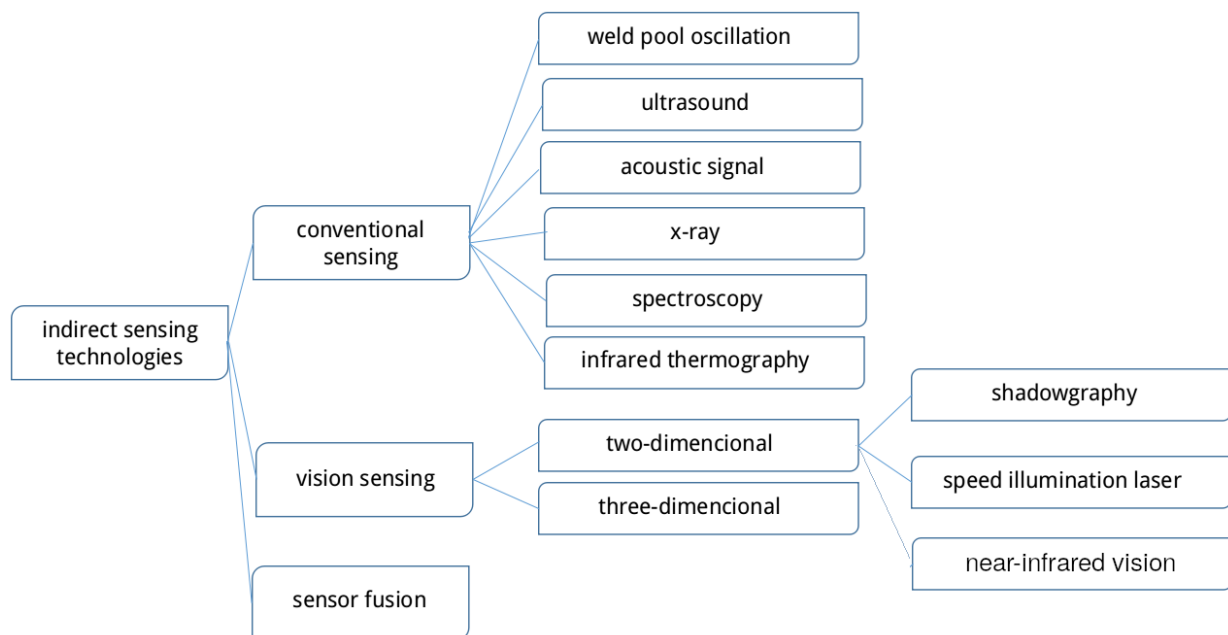 indirect sensing
technologies
conventional
sensing
weld pool oscillation
ultrasound
acoustic signal
x-ray
spectroscopy
infrared thermography
vision sensing
two-dimencional
three-dimencional
shadowgraphy
speed illumination laser
near-infrared vision
sensor fusion